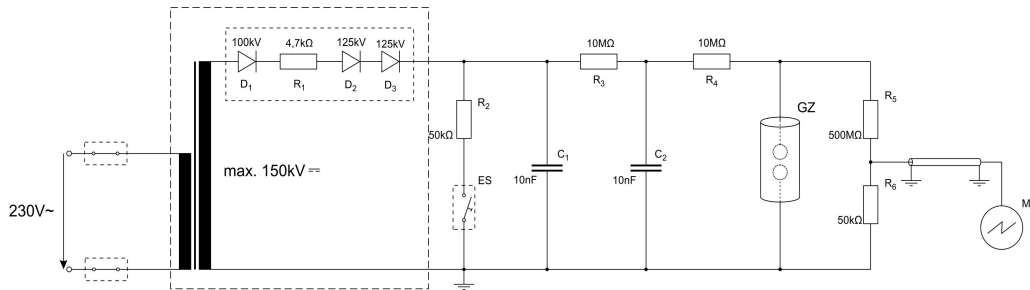 100kV
4,7kΩ
125kV
125kV
D1
R1
D2
D3
10MΩ
R3
10MΩ
R4
R2
50kΩ
GZ
R5
500MΩ
C1
10nF
C2
10nF
max. 150kV ⎓
ES
R6
50kΩ
M
230V~